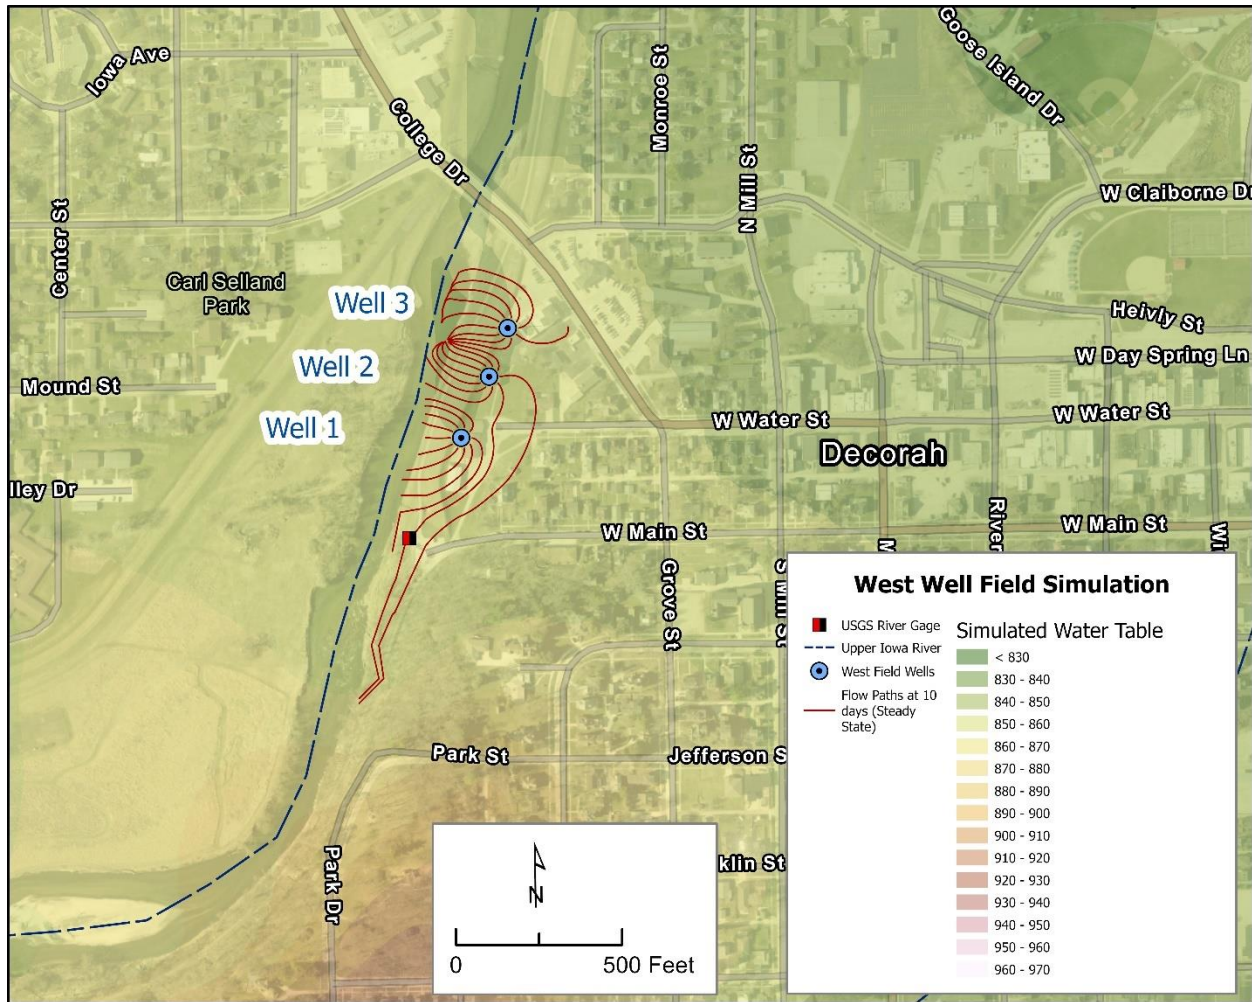 Iowa Ave
Goose Island Dr
College Dr
Monroe St
N Mill St
W Claiborne Dr
Center St
Carl Selland
Park
Well 3
Heivly St
Well 2
W Day Spring Ln
Mound St
W Water St
W Water St
Well 1
Decorah
lley Dr
W Main St
W Main St
River
Wi
M
Grove St
S Mill St
Park St
Jefferson S
Park Dr
klin St
N
0
500 Feet
West Well Field Simulation
USGS River Gage
Upper Iowa River
West Field Wells
Flow Paths at 10
days (Steady
State)
Simulated Water Table
< 830
830 - 840
840 - 850
850 - 860
860 - 870
870 - 880
880 - 890
890 - 900
900 - 910
910 - 920
920 - 930
930 - 940
940 - 950
950 - 960
960 - 970